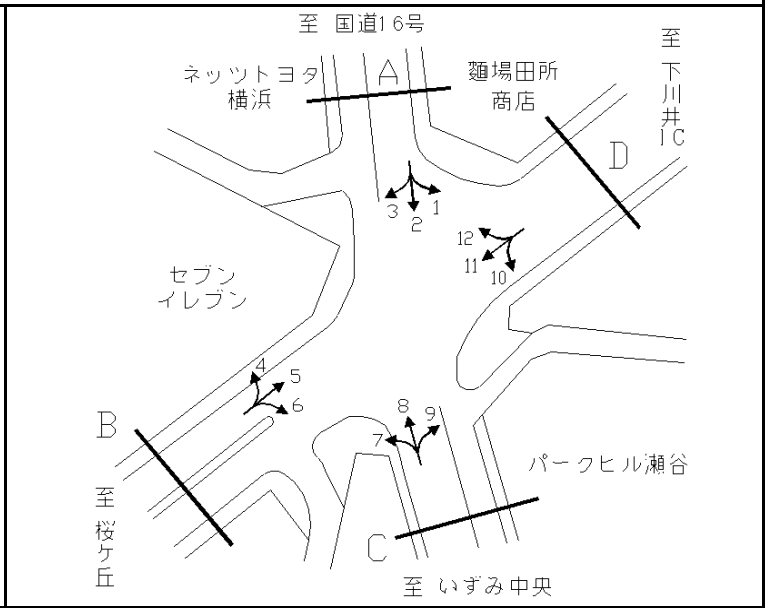 至 国道16号
ネッツトヨタ
横浜
A
麺場田所
商店
至 下川井IC
D
3
2
1
12
11
10
セブン
イレブン
4
5
6
B
8
9
7
パークヒル瀬谷
至 桜ケ丘
C
至 いずみ中央